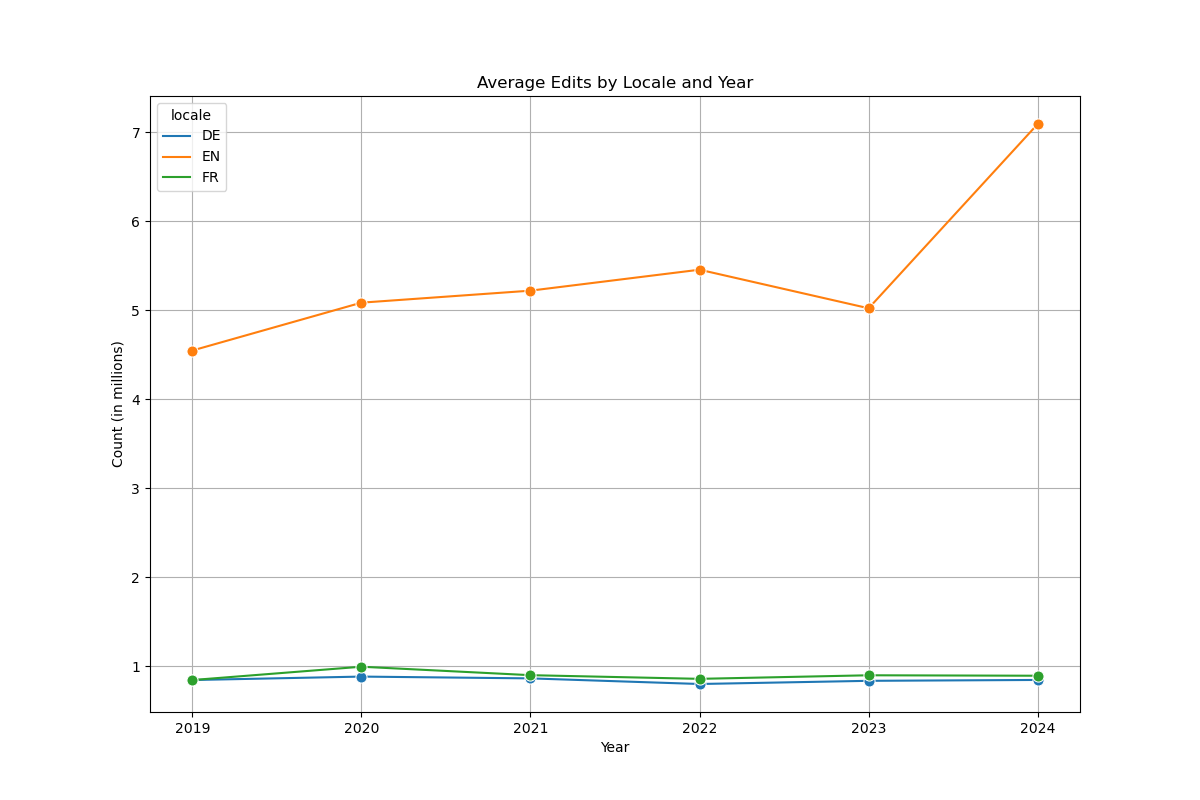 Average Edits by Locale and Year
locale
DE
EN
FR
7
6
5
4
3
2
1
Count (in millions)
2019 2020 2021 2022 2023 2024
Year